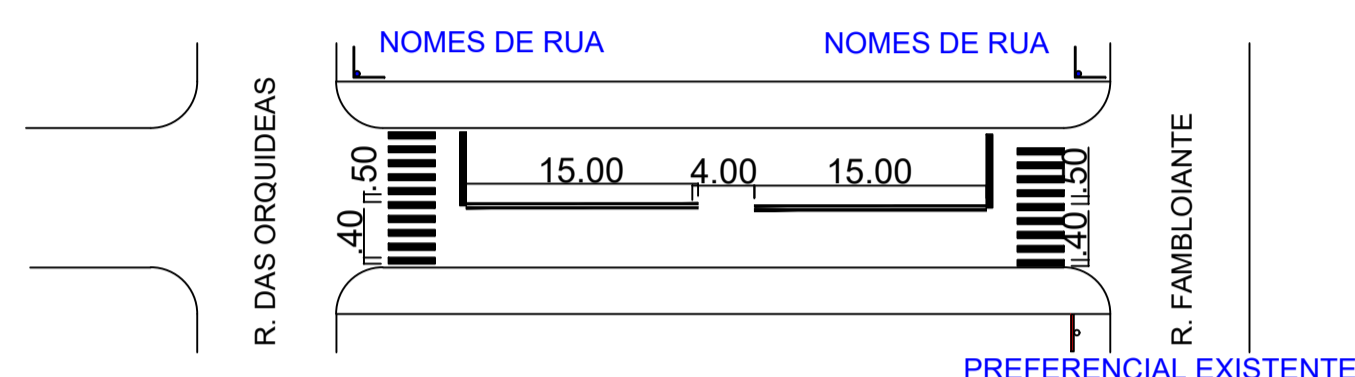 NOMES DE RUA
NOMES DE RUA
R. DAS ORQUIDEAS
.50
.40
15.00
4.00
15.00
.50
.40
R. FAMBLOIANTE
PREFERENCIAL EXISTENTE